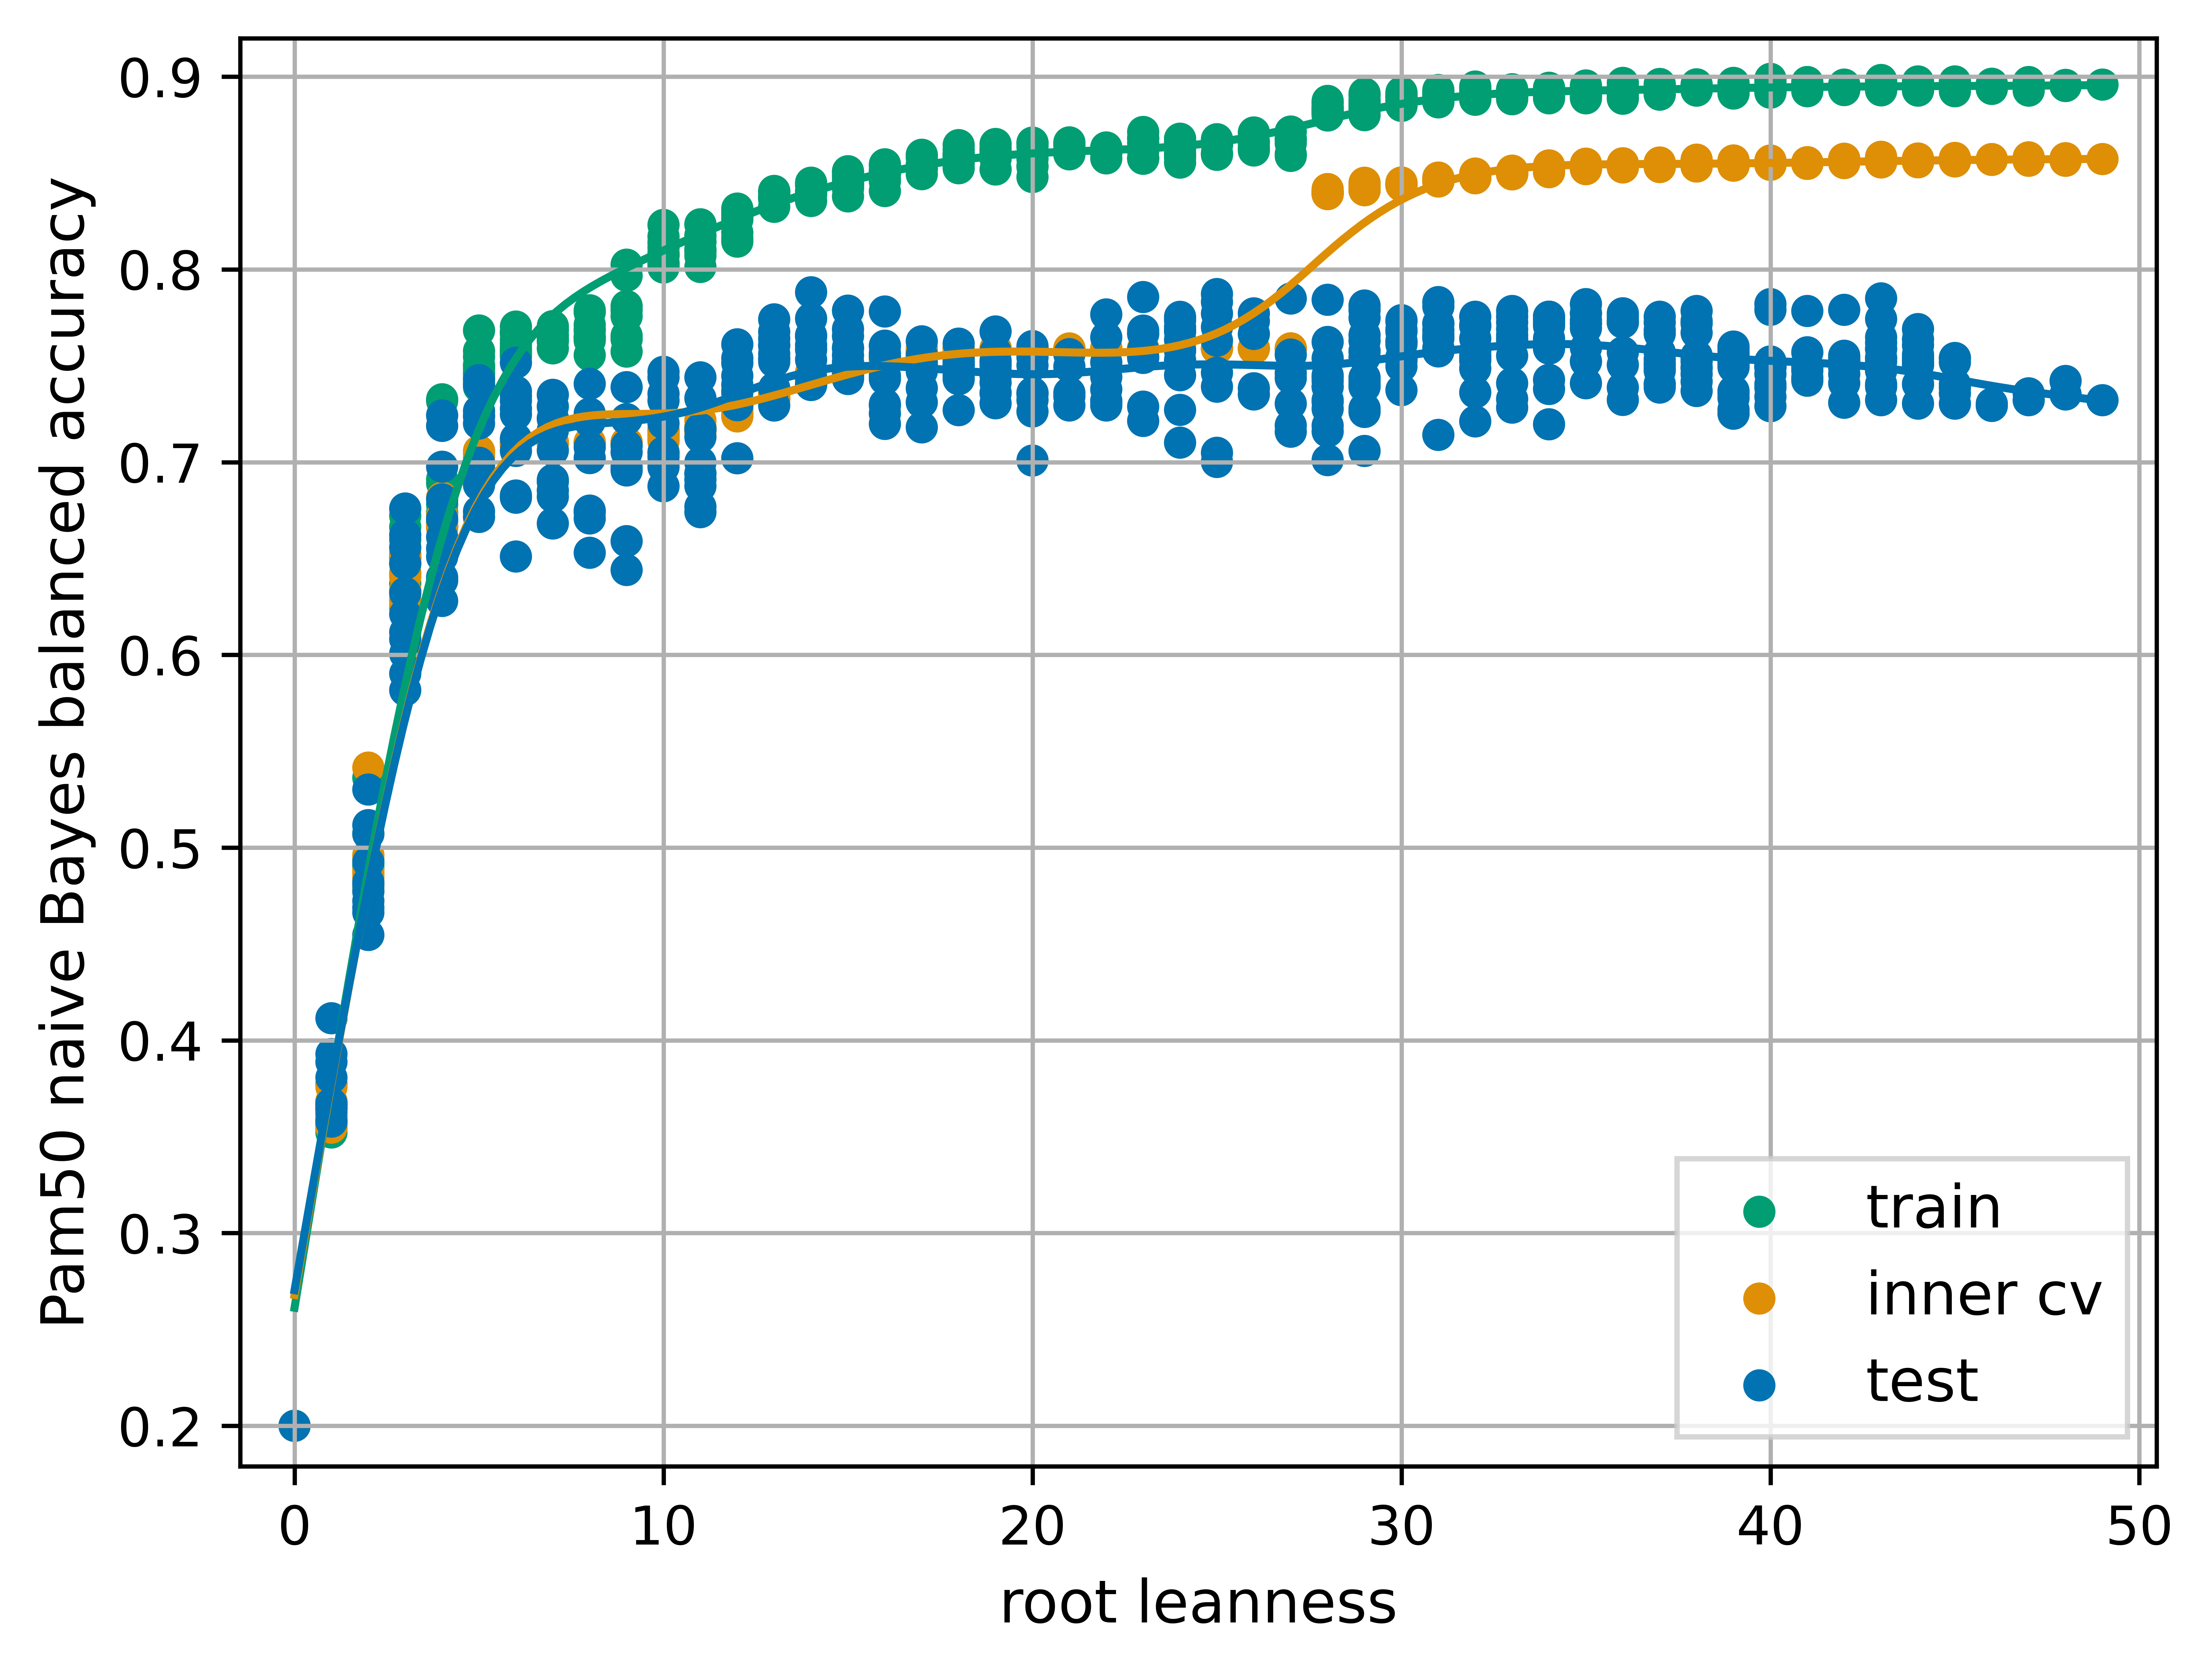 Pam50 naive Bayes balanced accuracy
0.9
0.8
0.7
0.6
0.5
0.4
0.3
0.2
train
inner cv
test
0 10 20 30 40 50
root leanness